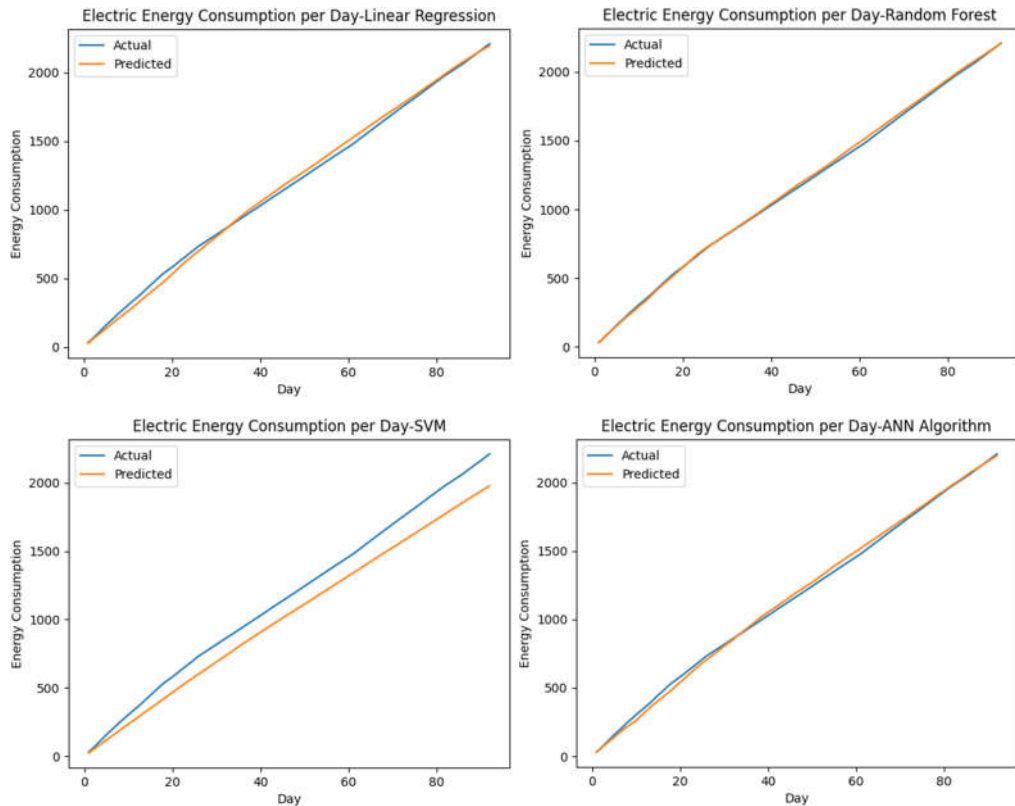 Electric Energy Consumption per Day-Linear Regression
Actual
Predicted
2000
1500
1000
500
0
Energy Consumption
0 20 40 60 80
Day
Electric Energy Consumption per Day-Random Forest
Actual
Predicted
2000
1500
1000
500
0
Energy Consumption
0 20 40 60 80
Day
Electric Energy Consumption per Day-SVM
Actual
Predicted
2000
1500
1000
500
0
Energy Consumption
0 20 40 60 80
Day
Electric Energy Consumption per Day-ANN Algorithm
Actual
Predicted
2000
1500
1000
500
0
Energy Consumption
0 20 40 60 80
Day